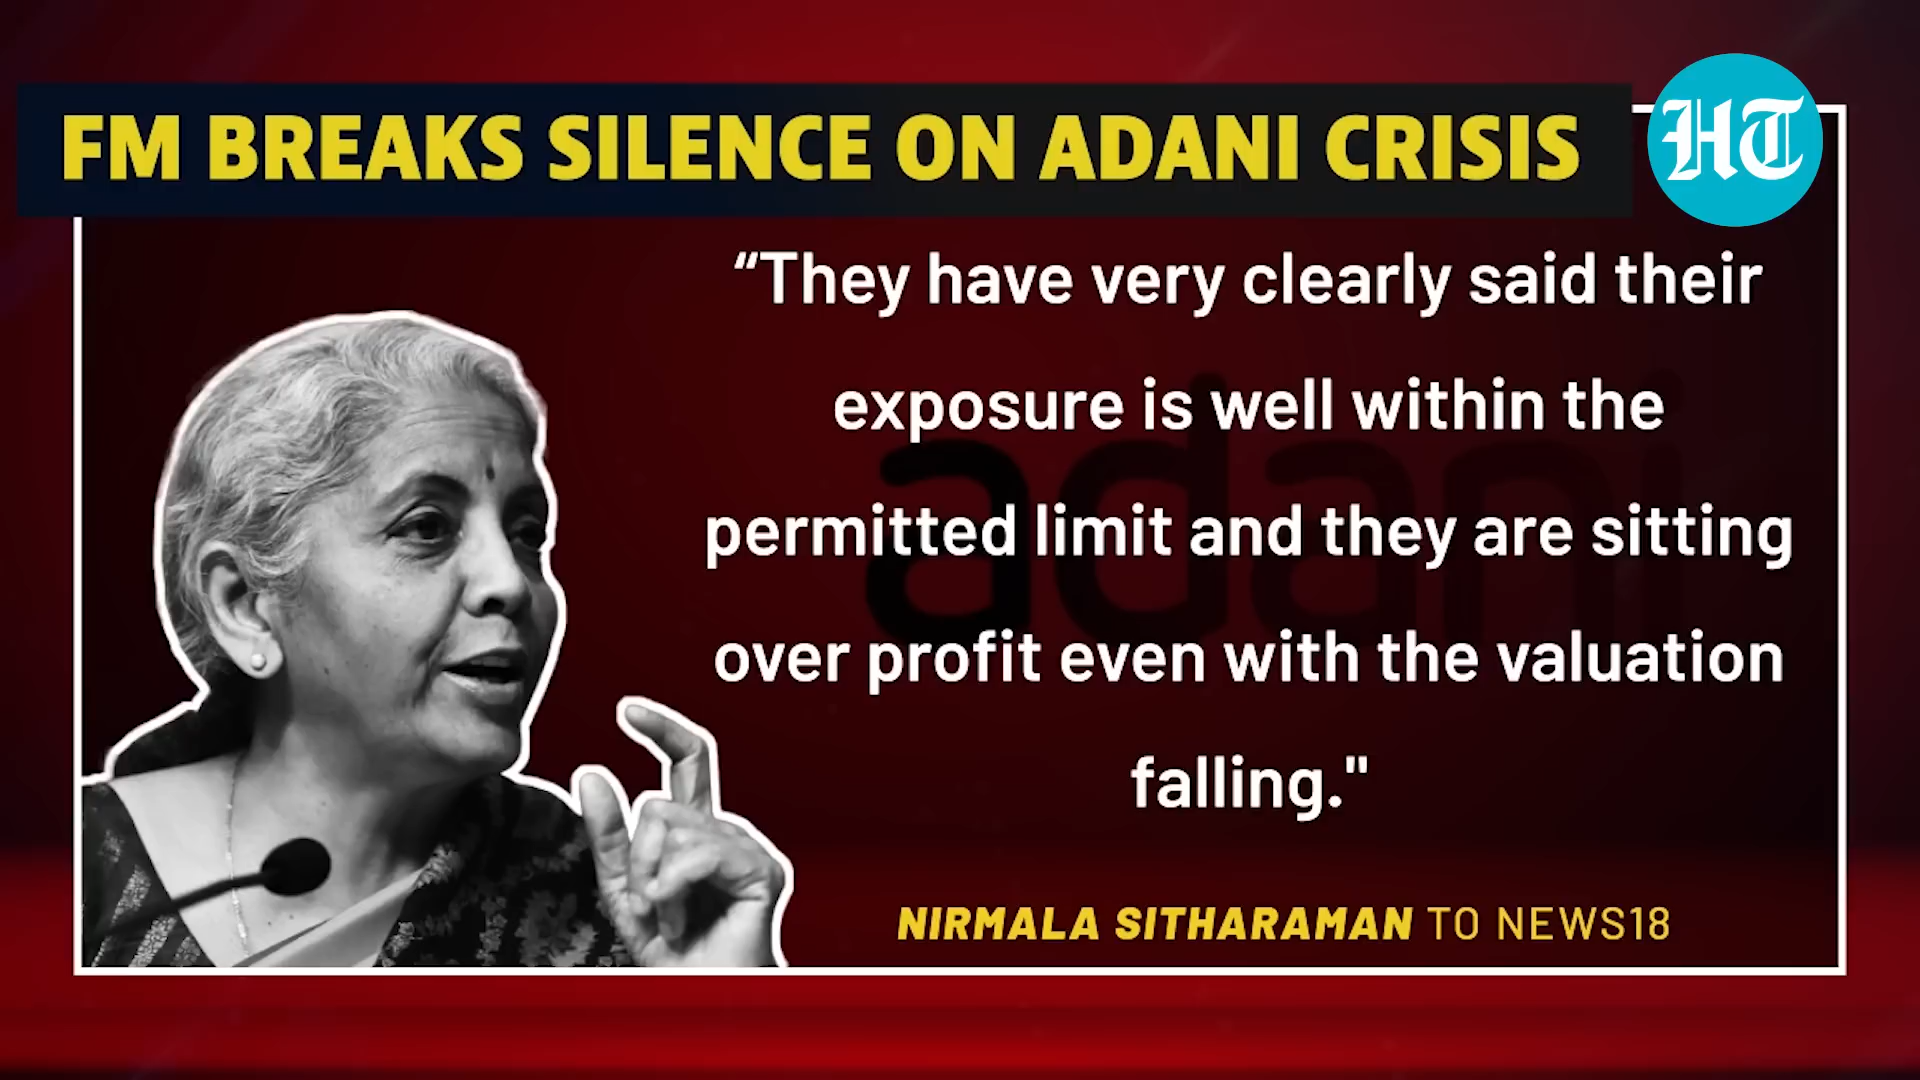 FM BREAKS SILENCE ON ADANI CRISIS
HT
“They have very clearly said their
exposure is well within the
permitted limit and they are sitting
over profit even with the valuation
falling."
adani
NIRMALA SITHARAMAN TO NEWS18